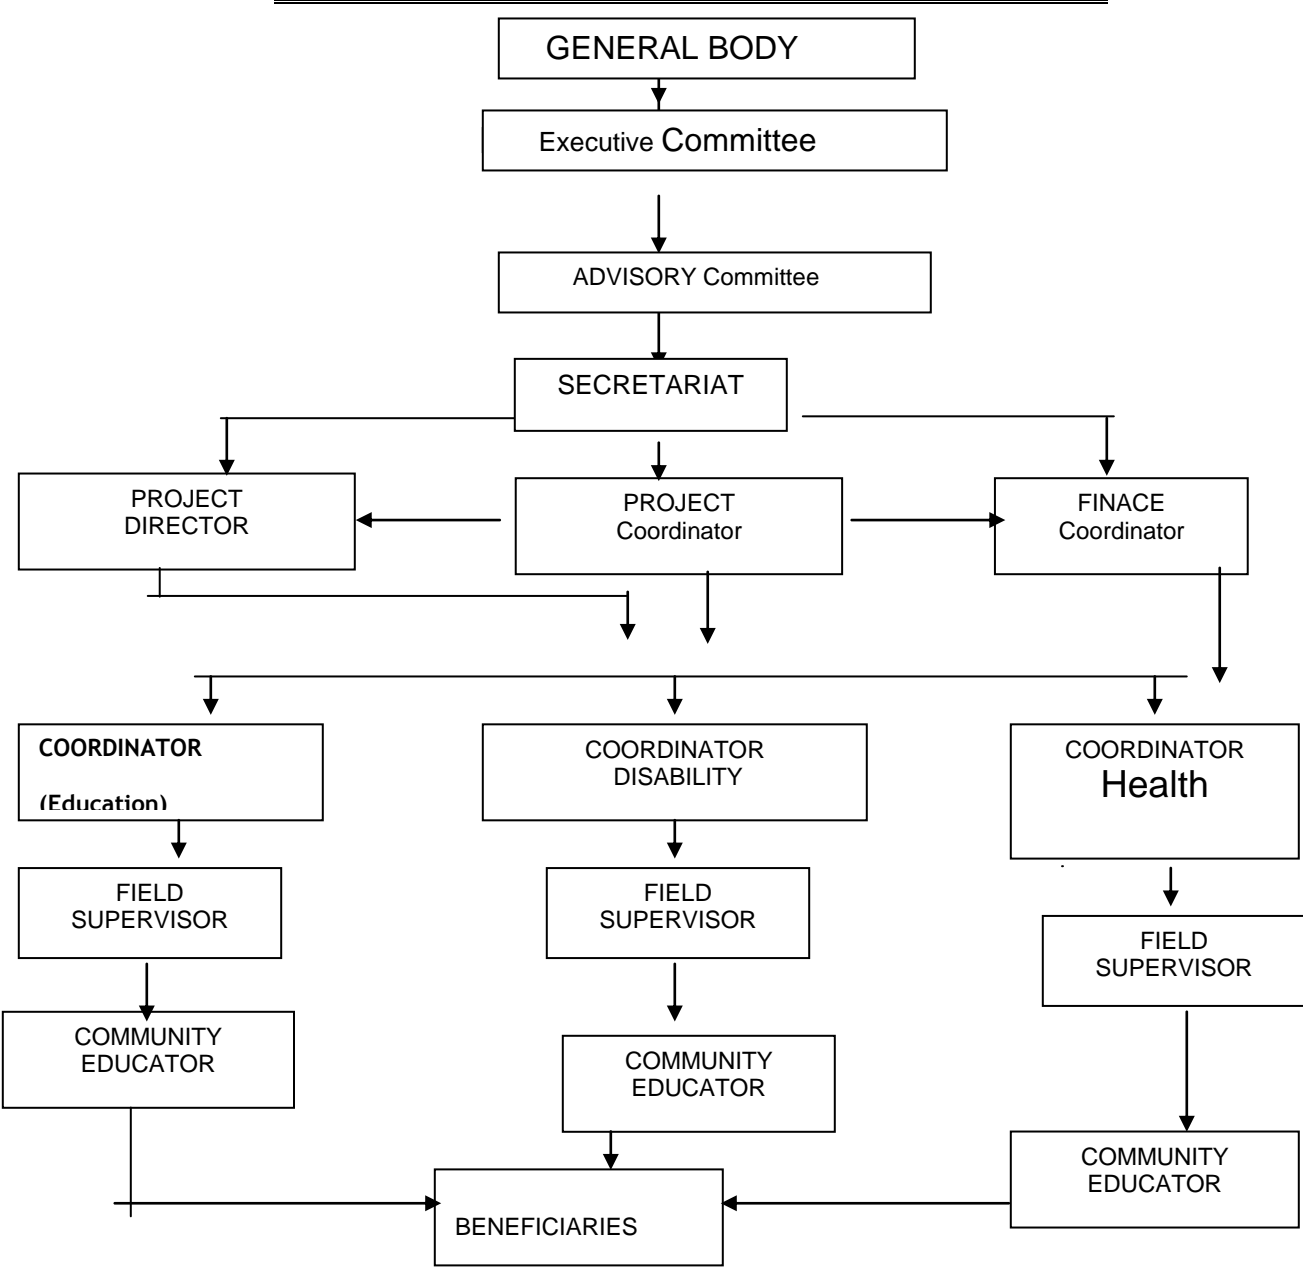 GENERAL BODY
Executive Committee
ADVISORY Committee
SECRETARIAT
PROJECT
DIRECTOR
PROJECT
Coordinator
FINACE
Coordinator
COORDINATOR
(Education)
COORDINATOR
DISABILITY
COORDINATOR
Health
FIELD
SUPERVISOR
FIELD
SUPERVISOR
FIELD
SUPERVISOR
COMMUNITY
EDUCATOR
COMMUNITY
EDUCATOR
COMMUNITY
EDUCATOR
BENEFICIARIES